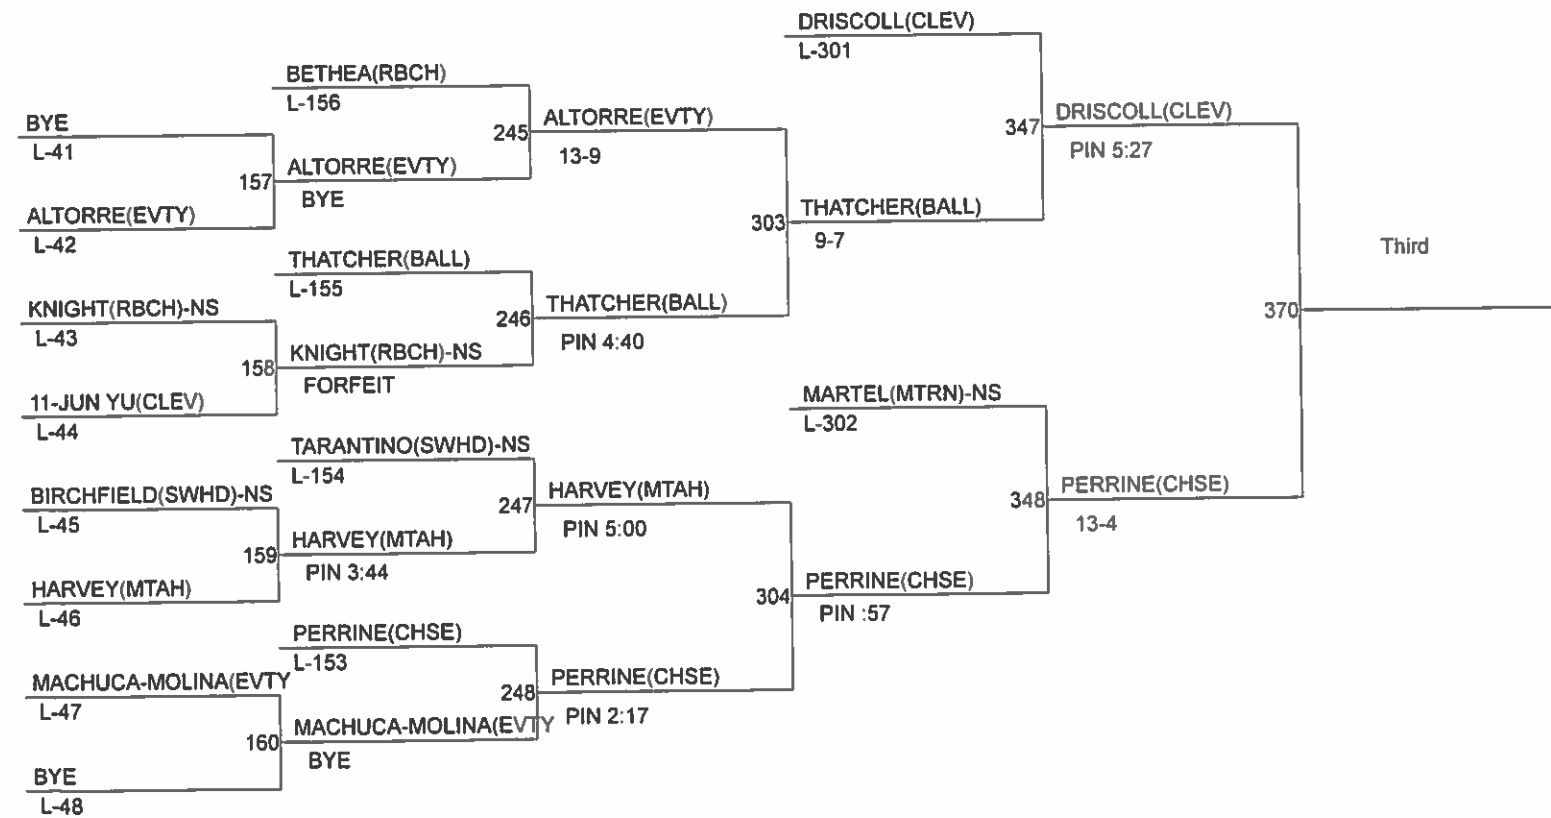 DRISCOLL(CLEV)
L-301
BETHEA(RBCH)
L-156
BYE
L-41
245
ALTORRE(EVTY)
13-9
347
DRISCOLL(CLEV)
PIN 5:27
157
ALTORRE(EVTY)
BYE
ALTORRE(EVTY)
L-42
303
THATCHER(BALL)
9-7
Third
THATCHER(BALL)
L-155
KNIGHT(RBCH)-NS
L-43
246
THATCHER(BALL)
PIN 4:40
370
158
KNIGHT(RBCH)-NS
FORFEIT
11-JUN YU(CLEV)
L-44
MARTEL(MTRN)-NS
L-302
TARANTINO(SWHD)-NS
L-154
BIRCHFIELD(SWHD)-NS
L-45
247
HARVEY(MTAH)
PIN 5:00
348
PERRINE(CHSE)
13-4
159
HARVEY(MTAH)
PIN 3:44
HARVEY(MTAH)
L-46
304
PERRINE(CHSE)
PIN :57
PERRINE(CHSE)
L-153
MACHUCA-MOLINA(EVTY
L-47
248
PERRINE(CHSE)
PIN 2:17
160
MACHUCA-MOLINA(EVTY
BYE
BYE
L-48